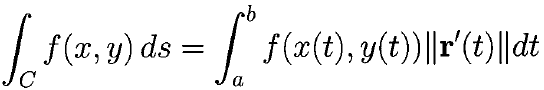 ∫_C f(x, y) ds = ∫_a^b f(x(t), y(t))‖𝐫′(t)‖dt